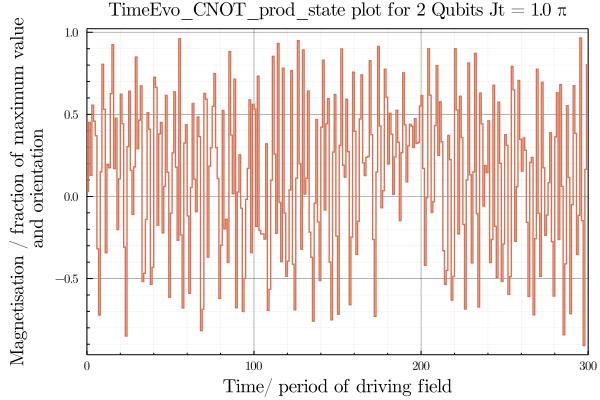 TimeEvo_CNOT_prod_state plot for 2 Qubits Jt = 1.0 π
Magnetisation / fraction of maximum value
and orientation
1.0
0.5
0.0
−0.5
0
100
200
300
Time/ period of driving field